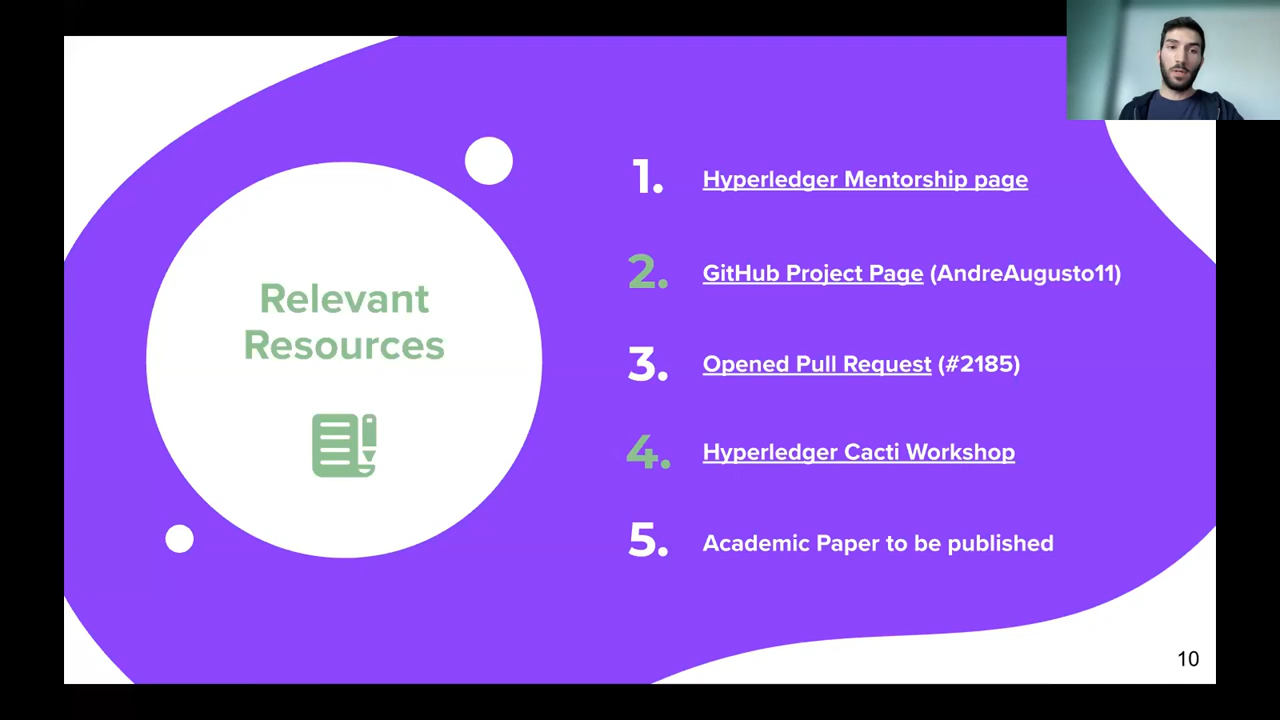 Relevant
Resources
1. Hyperledger Mentorship page
2. GitHub Project Page (AndreAugusto11)
3. Opened Pull Request (#2185)
4. Hyperledger Cacti Workshop
5. Academic Paper to be published
10